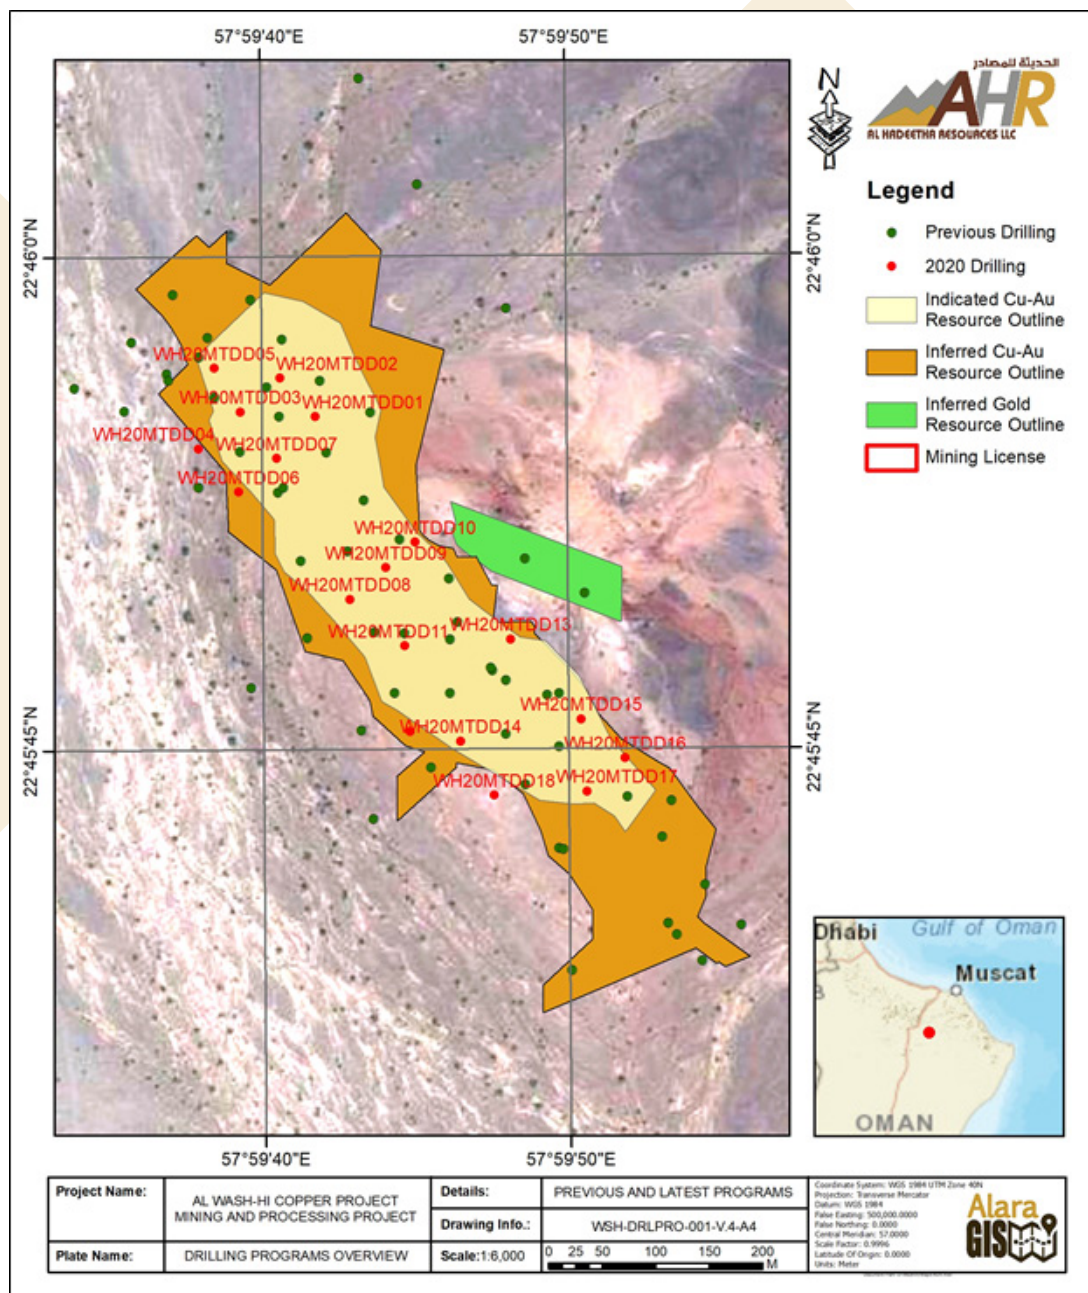 57°59'40"E
57°59'50"E
N
الحديثة للمصادر
AHR
AL HADEETHA RESOURCES LLC
Legend
Previous Drilling
2020 Drilling
Indicated Cu-Au
Resource Outline
Inferred Cu-Au
Resource Outline
Inferred Gold
Resource Outline
Mining License
22°46'0"N
22°46'0"N
WH20MTDD05
WH20MTDD02
WH20MTDD03
WH20MTDD01
WH20MTDD04
WH20MTDD07
WH20MTDD06
WH20MTDD10
WH20MTDD09
WH20MTDD08
WH20MTDD11
WH20MTDD13
WH20MTDD15
WH20MTDD14
WH20MTDD16
WH20MTDD18
WH20MTDD17
22°45'45"N
22°45'45"N
Dhabi
Gulf of Oman
Muscat
OMAN
57°59'40"E
57°59'50"E
Project Name:
AL WASH-HI COPPER PROJECT
MINING AND PROCESSING PROJECT
Details:
PREVIOUS AND LATEST PROGRAMS
Drawing Info.:
WSH-DRLPRO-001-V.4-A4
Plate Name:
DRILLING PROGRAMS OVERVIEW
Scale:1:6,000
0 25 50 100 150 200
M
Coordinate System: WGS 1984 UTM Zone 40N
Projection: Transverse Mercator
Datum: WGS 1984
False Easting: 500,000.0000
False Northing: 0.0000
Central Meridian: 57.0000
Scale Factor: 0.9996
Latitude Of Origin: 0.0000
Units: Meter
Alara
GIS